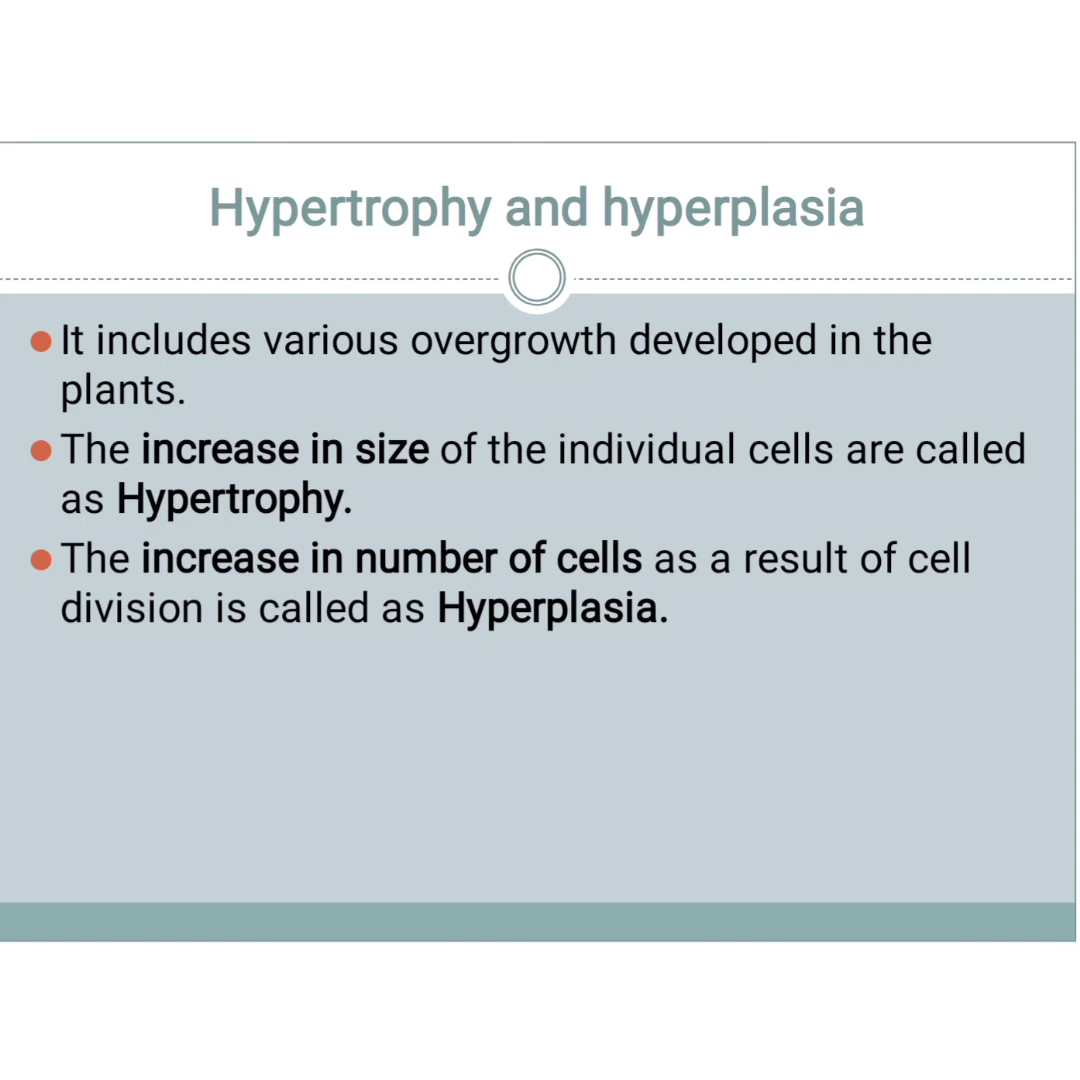 Hypertrophy and hyperplasia
It includes various overgrowth developed in the
plants.
The increase in size of the individual cells are called
as Hypertrophy.
The increase in number of cells as a result of cell
division is called as Hyperplasia.